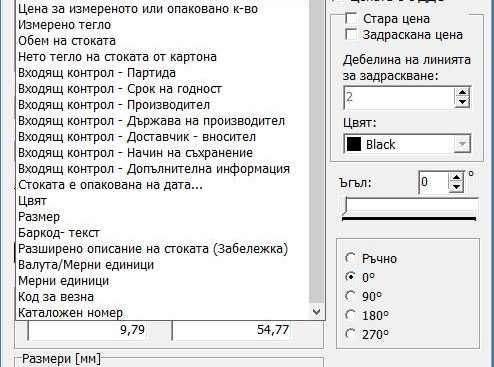 Цена за измереното или опаковано к-во
Измерено тегло
Обем на стоката
Нето тегло на стоката от картона
Входящ контрол - Партида
Входящ контрол - Срок на годност
Входящ контрол - Производител
Входящ контрол - Държава на производител
Входящ контрол - Доставчик - вносител
Входящ контрол - Начин на съхранение
Входящ контрол - Допълнителна информация
Стоката е опакована на дата...
Цвят
Размер
Баркод- текст
Разширено описание на стоката (Забележка)
Валута/Мерни единици
Мерни единици
Код за везна
Каталожен номер
9,79
54,77
Размери [мм]
Стара цена
Задраскана цена
Дебелина на линията
за задраскване:
2
Цвят:
Black
Ъгъл:
0
°
Ръчно
0°
90°
180°
270°